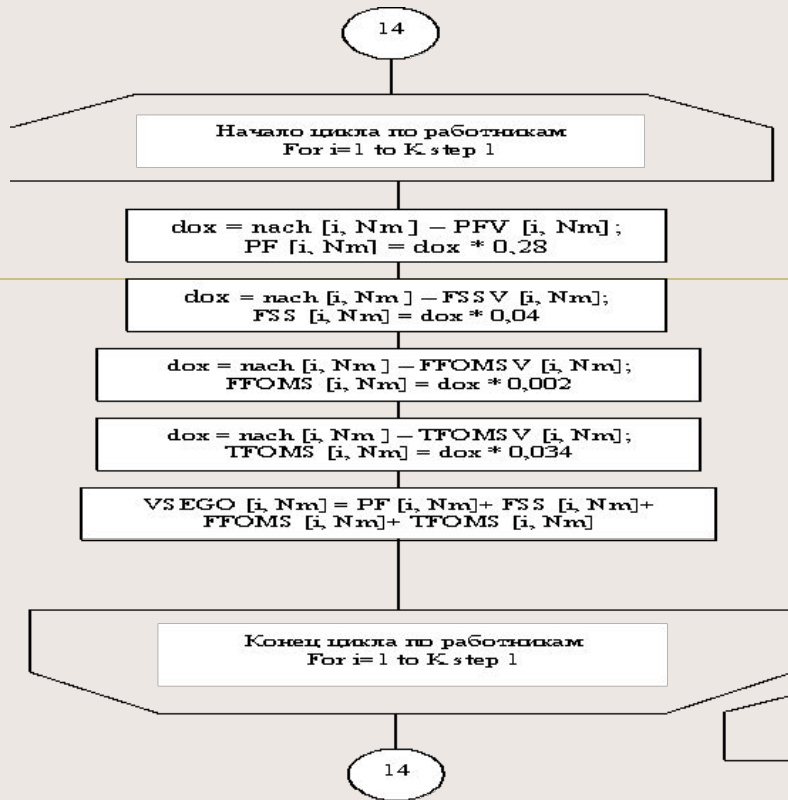 14
Начало цикла по работникам
For i=1 to K step 1
dox = nach [i, Nm ] – PFV [i, Nm];
PF [i, Nm] = dox * 0,28
dox = nach [i, Nm ] – FSSV [i, Nm];
FSS [i, Nm] = dox * 0,04
dox = nach [i, Nm ] – FFOMSV [i, Nm];
FFOMS [i, Nm] = dox * 0,002
dox = nach [i, Nm ] – TFOMSV [i, Nm];
TFOMS [i, Nm] = dox * 0,034
VSEGO [i, Nm] = PF [i, Nm]+ FSS [i, Nm]+
FFOMS [i, Nm]+ TFOMS [i, Nm]
Конец цикла по работникам
For i=1 to K step 1
14